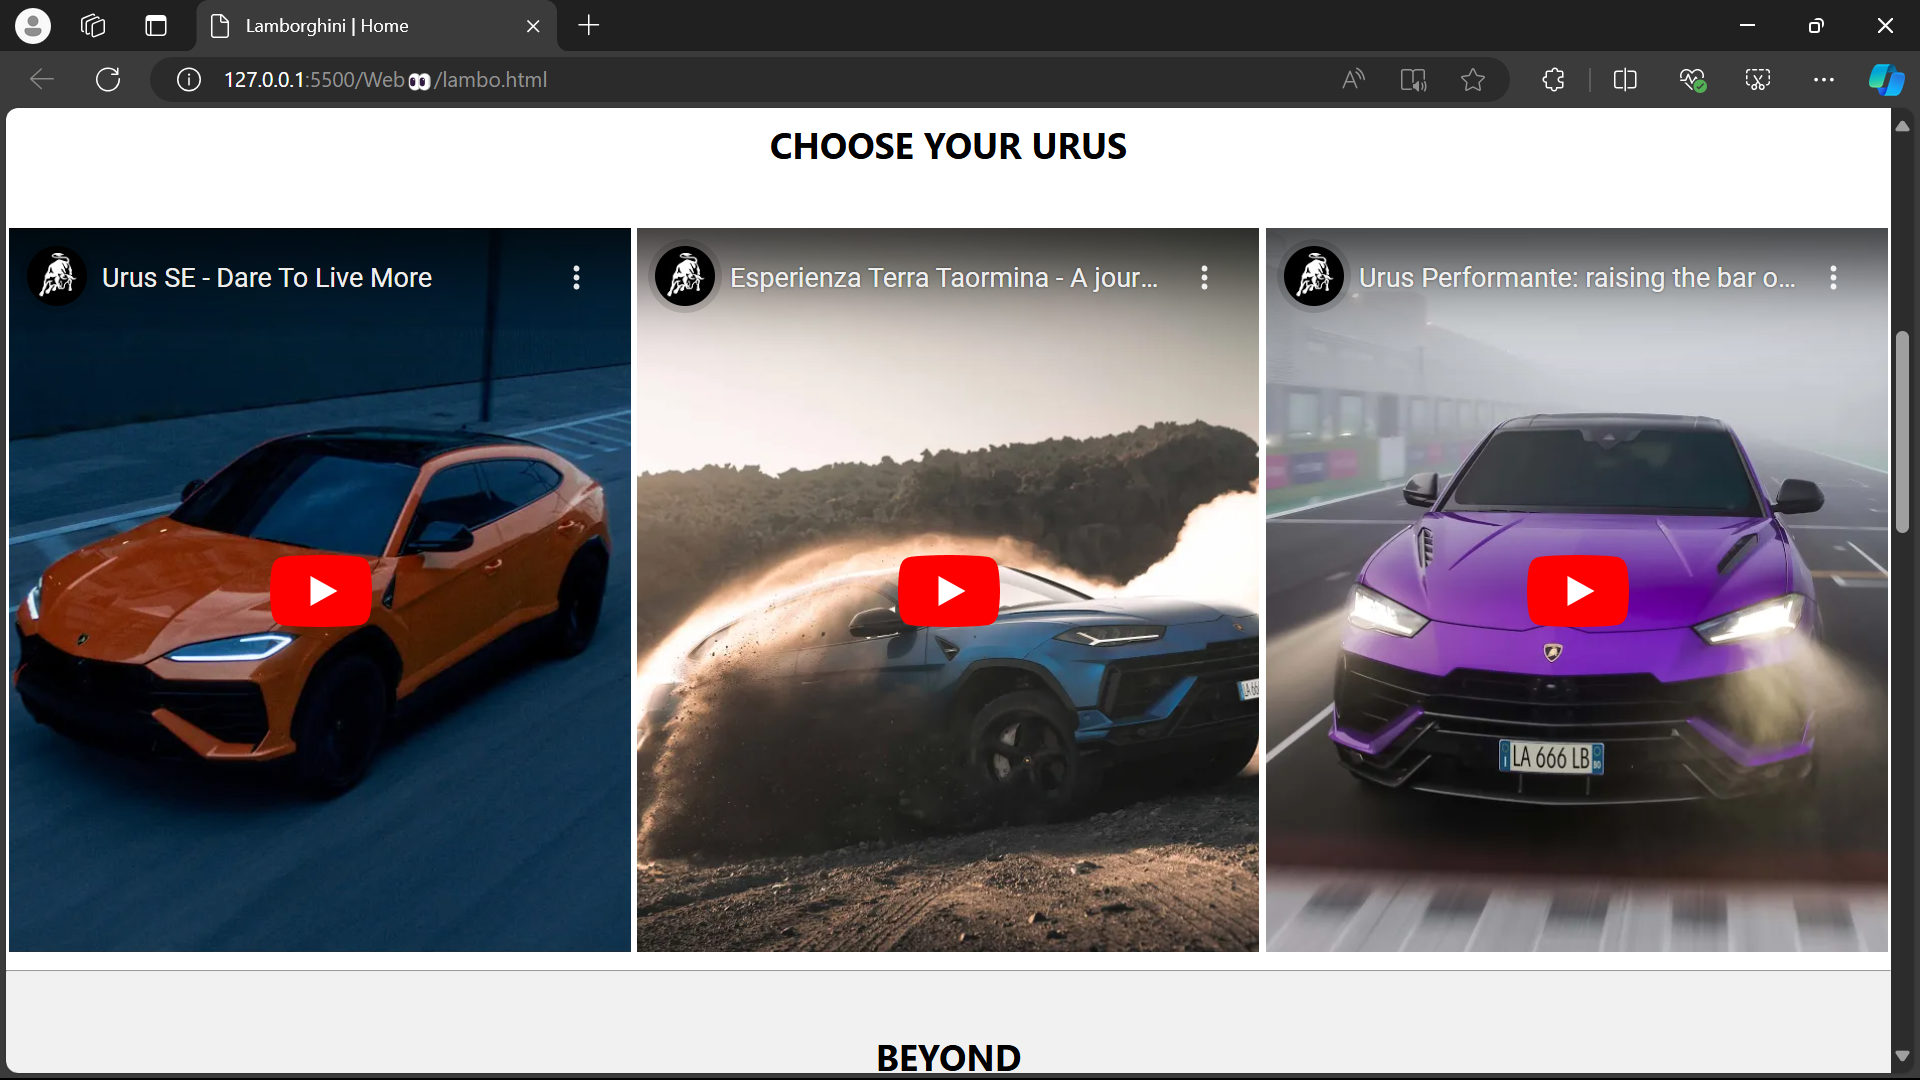 Lamborghini | Home
127.0.0.1:5500/Web👀/lambo.html
CHOOSE YOUR URUS
Urus SE - Dare To Live More
Esperienza Terra Taormina - A jour...
Urus Performante: raising the bar o...
LA 666 LB
BEYOND